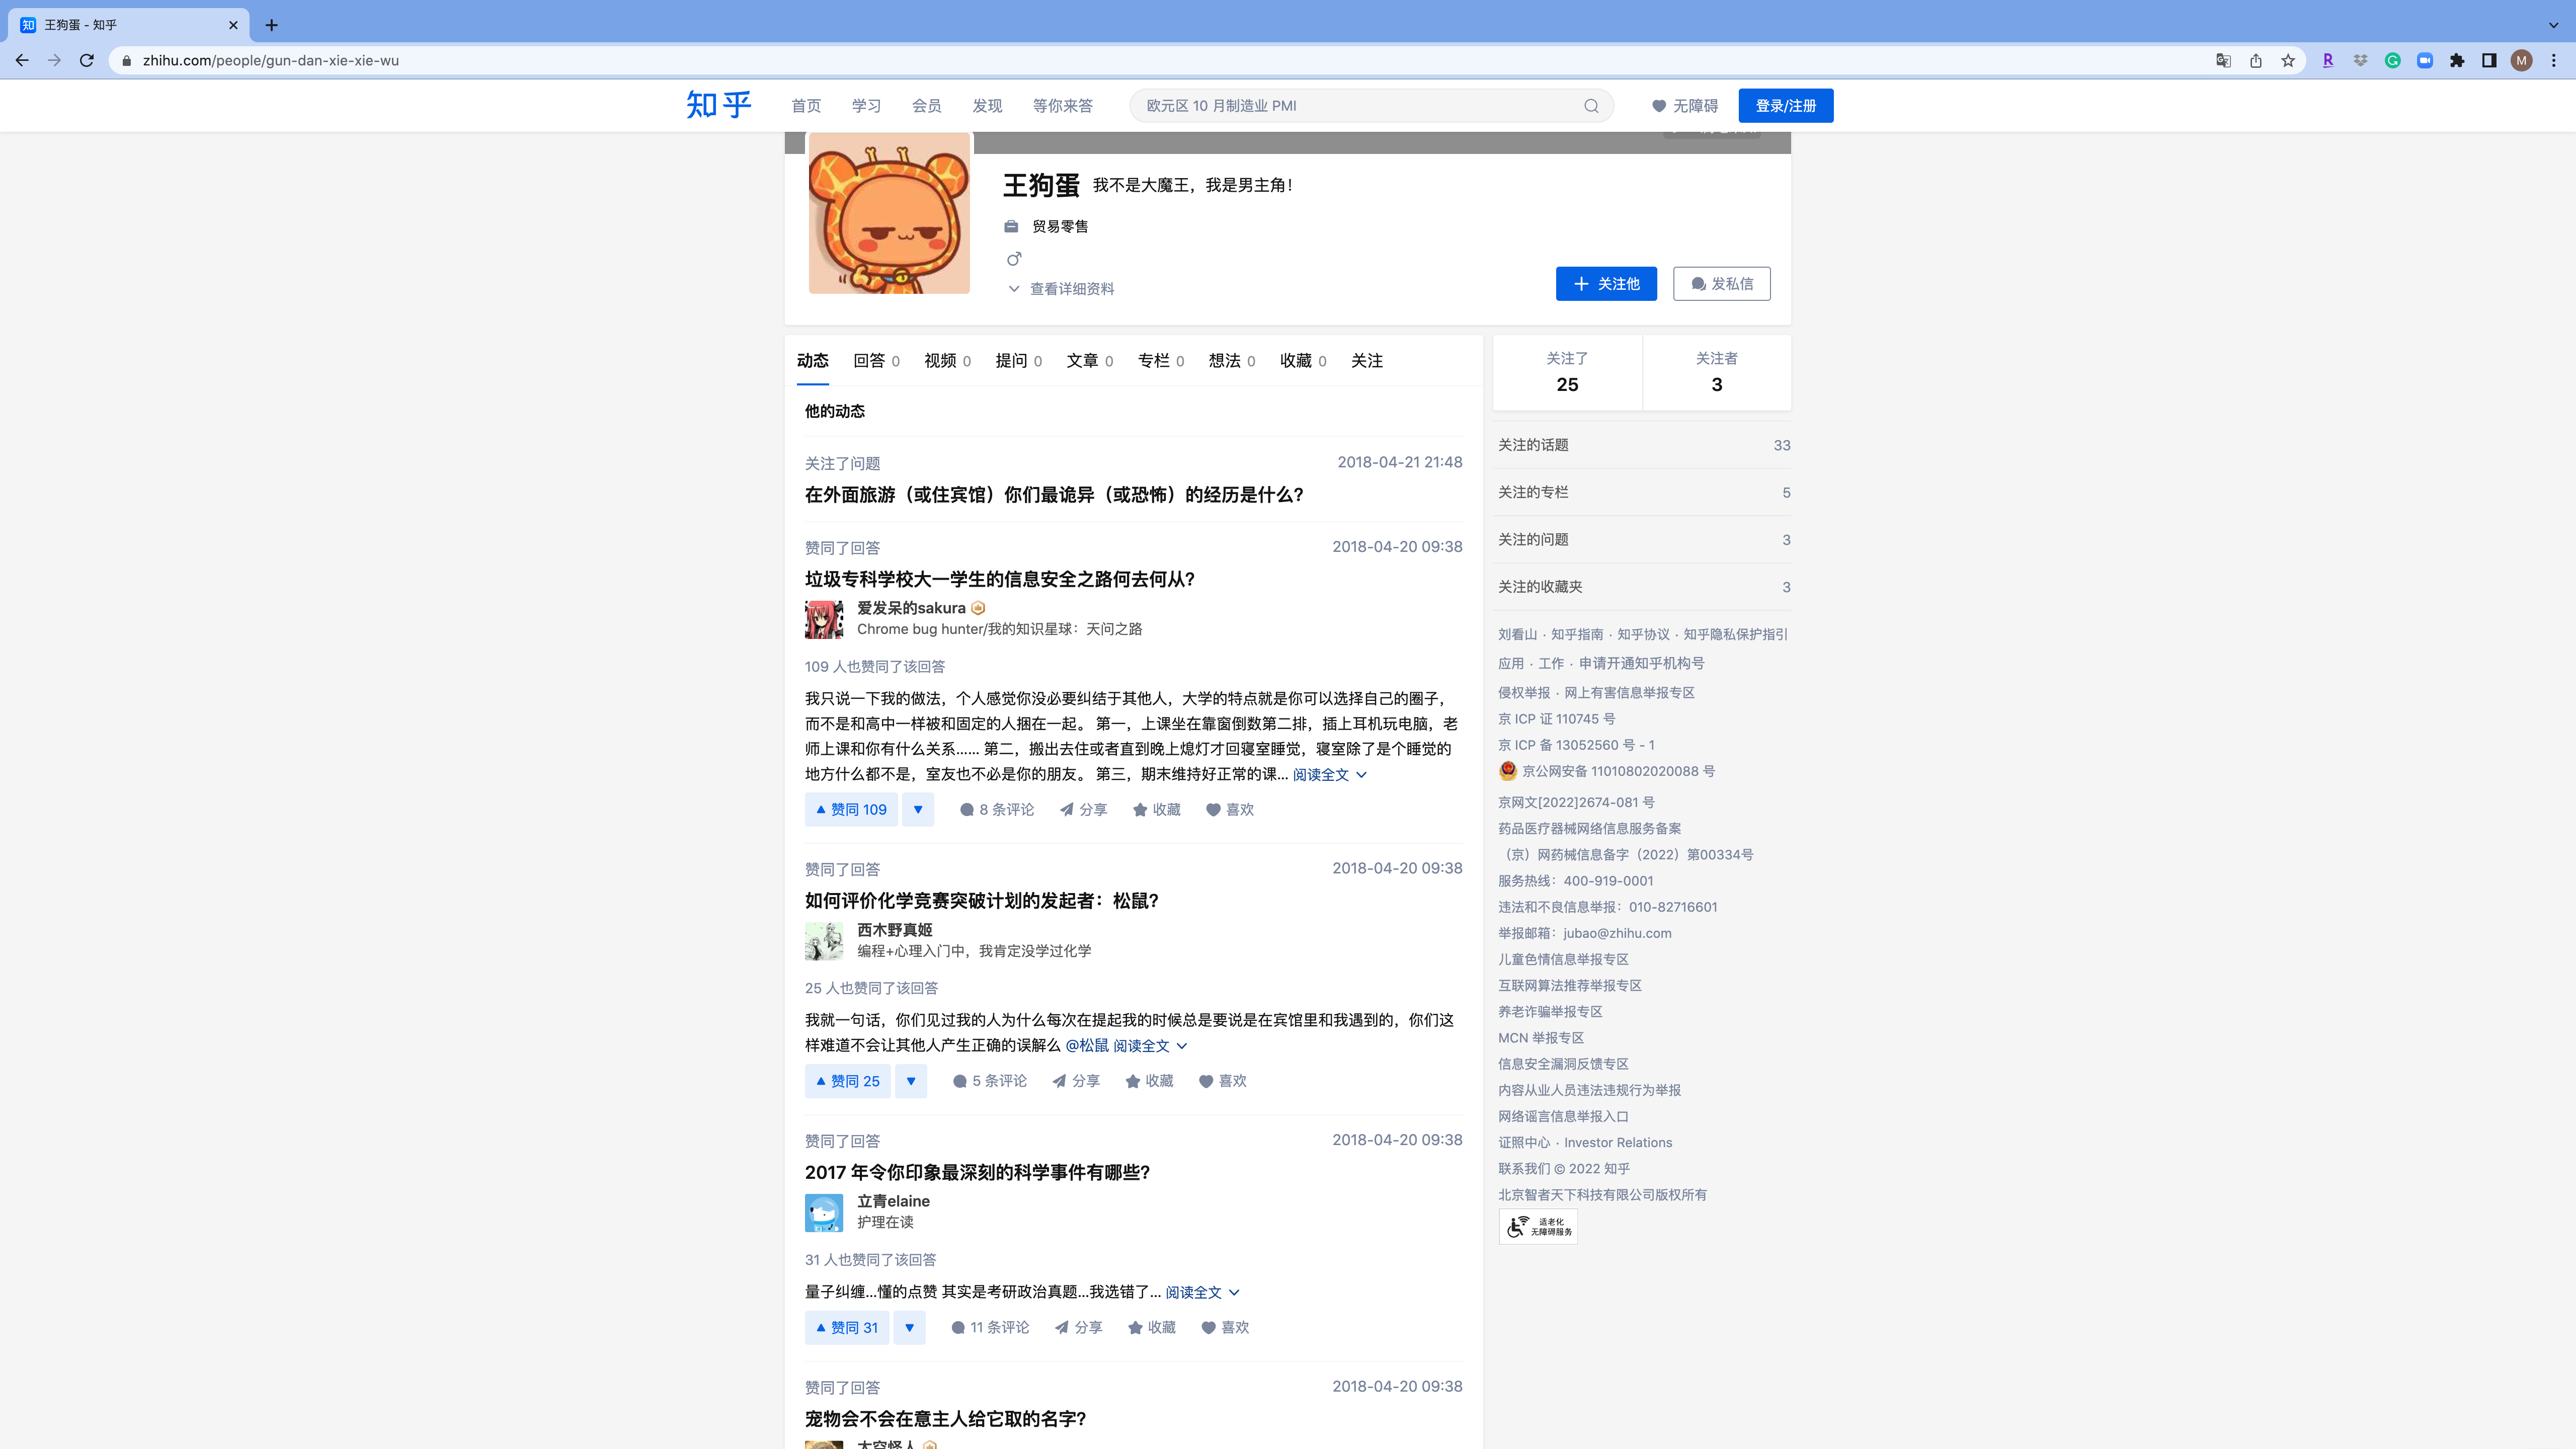 王狗蛋 - 知乎
zhihu.com/people/gun-dan-xie-xie-wu
M
知乎 首页 学习 会员 发现 等你来答 欧元区 10 月制造业 PMI 无障碍 登录/注册
王狗蛋 我不是大魔王，我是男主角！
贸易零售
查看详细资料
关注他 发私信
动态 回答 0 视频 0 提问 0 文章 0 专栏 0 想法 0 收藏 0 关注
他的动态
关注了问题 2018-04-21 21:48
在外面旅游（或住宾馆）你们最诡异（或恐怖）的经历是什么？
赞同了回答 2018-04-20 09:38
垃圾专科学校大一学生的信息安全之路何去何从？
爱发呆的sakura
Chrome bug hunter/我的知识星球：天问之路
109 人也赞同了该回答
我只说一下我的做法，个人感觉你没必要纠结于其他人，大学的特点就是你可以选择自己的圈子，
而不是和高中一样被和固定的人捆在一起。 第一，上课坐在靠窗倒数第二排，插上耳机玩电脑，老
师上课和你有什么关系…… 第二，搬出去住或者直到晚上熄灯才回寝室睡觉，寝室除了是个睡觉的
地方什么都不是，室友也不必是你的朋友。 第三，期末维持好正常的课... 阅读全文
赞同 109 8 条评论 分享 收藏 喜欢
赞同了回答 2018-04-20 09:38
如何评价化学竞赛突破计划的发起者：松鼠？
西木野真姬
编程+心理入门中，我肯定没学过化学
25 人也赞同了该回答
我就一句话，你们见过我的人为什么每次在提起我的时候总是要说是在宾馆里和我遇到的，你们这
样难道不会让其他人产生正确的误解么 @松鼠 阅读全文
赞同 25 5 条评论 分享 收藏 喜欢
赞同了回答 2018-04-20 09:38
2017 年令你印象最深刻的科学事件有哪些？
立青elaine
护理在读
31 人也赞同了该回答
量子纠缠...懂的点赞 其实是考研政治真题...我选错了... 阅读全文
赞同 31 11 条评论 分享 收藏 喜欢
赞同了回答 2018-04-20 09:38
宠物会不会在意主人给它取的名字？
太空怪人
关注了 关注者
25 3
关注的话题 33
关注的专栏 5
关注的问题 3
关注的收藏夹 3
刘看山 · 知乎指南 · 知乎协议 · 知乎隐私保护指引
应用 · 工作 · 申请开通知乎机构号
侵权举报 · 网上有害信息举报专区
京 ICP 证 110745 号
京 ICP 备 13052560 号 - 1
京公网安备 11010802020088 号
京网文[2022]2674-081 号
药品医疗器械网络信息服务备案
（京）网药械信息备字（2022）第00334号
服务热线：400-919-0001
违法和不良信息举报：010-82716601
举报邮箱：jubao@zhihu.com
儿童色情信息举报专区
互联网算法推荐举报专区
养老诈骗举报专区
MCN 举报专区
信息安全漏洞反馈专区
内容从业人员违法违规行为举报
网络谣言信息举报入口
证照中心 · Investor Relations
联系我们 © 2022 知乎
北京智者天下科技有限公司版权所有
适老化
无障碍服务